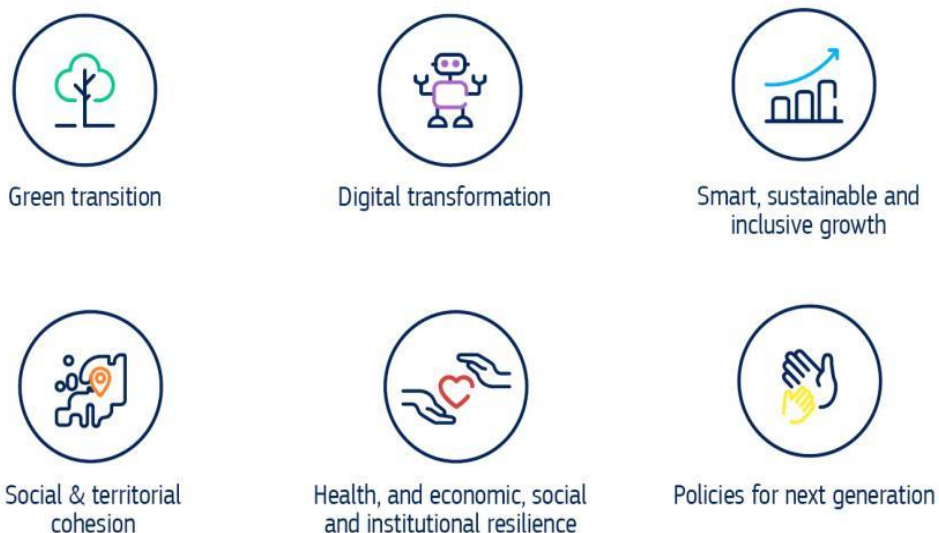 Green transition
Digital transformation
Smart, sustainable and
inclusive growth
Social & territorial
cohesion
Health, and economic, social
and institutional resilience
Policies for next generation